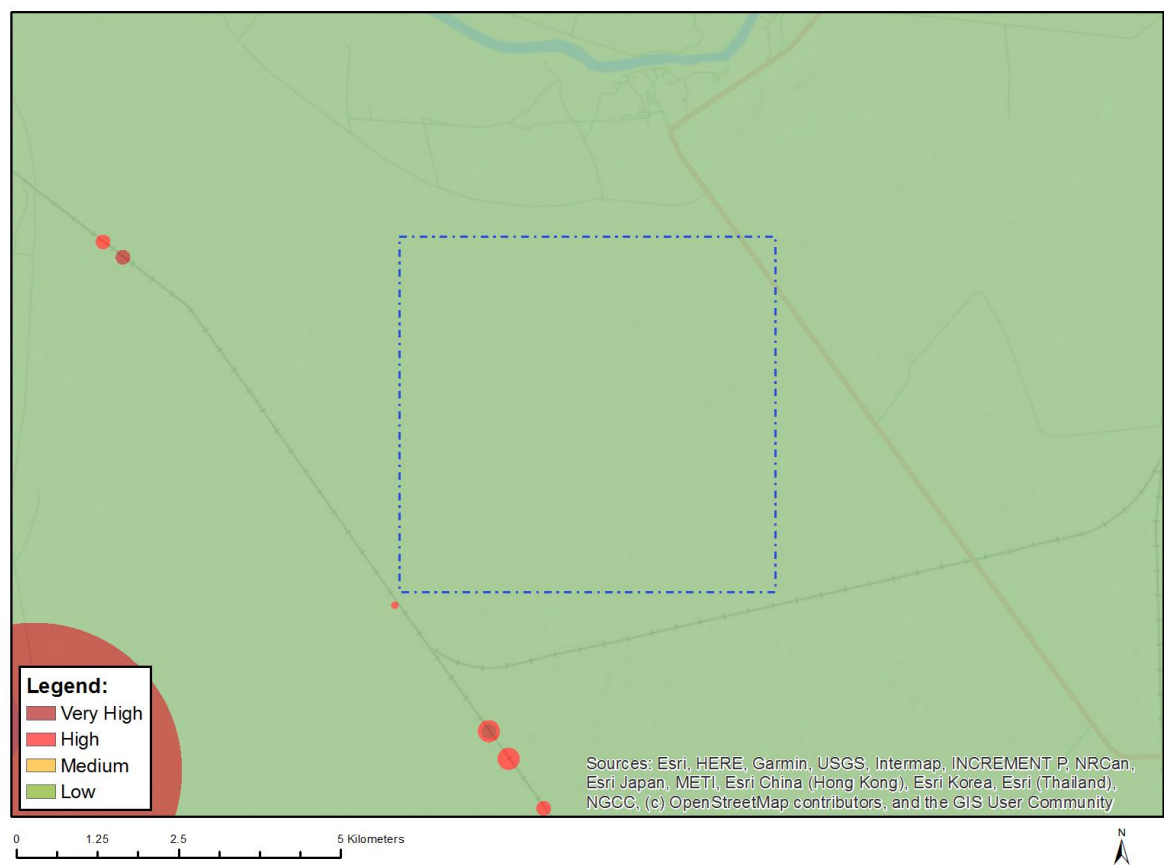 Legend:
Very High
High
Medium
Low
Sources: Esri, HERE, Garmin, USGS, Intermap, INCREMENT P, NRCan,
Esri Japan, METI, Esri China (Hong Kong), Esri Korea, Esri (Thailand),
NGCC, (c) OpenStreetMap contributors, and the GIS User Community
0 1.25 2.5 5 Kilometers
N